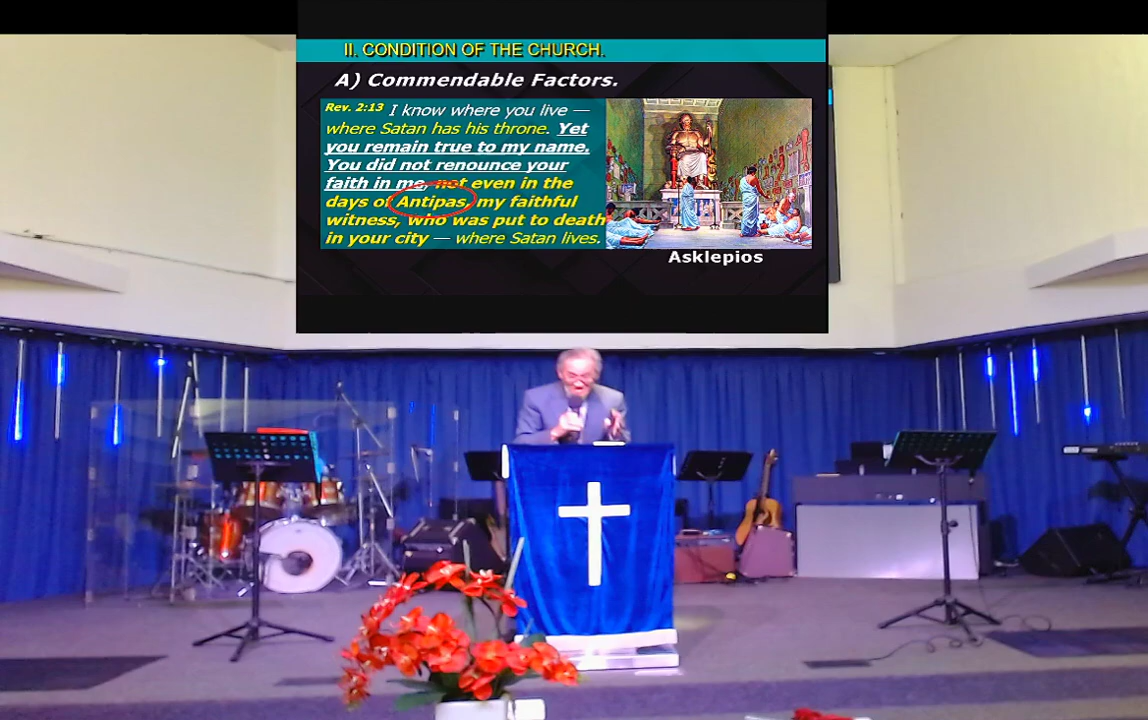 II. CONDITION OF THE CHURCH.
A) Commendable Factors.
Rev. 2:13 I know where you live —
where Satan has his throne. Yet
you remain true to my name.
You did not renounce your
faith in me, not even in the
days of Antipas, my faithful
witness, who was put to death
in your city — where Satan lives.
Asklepios